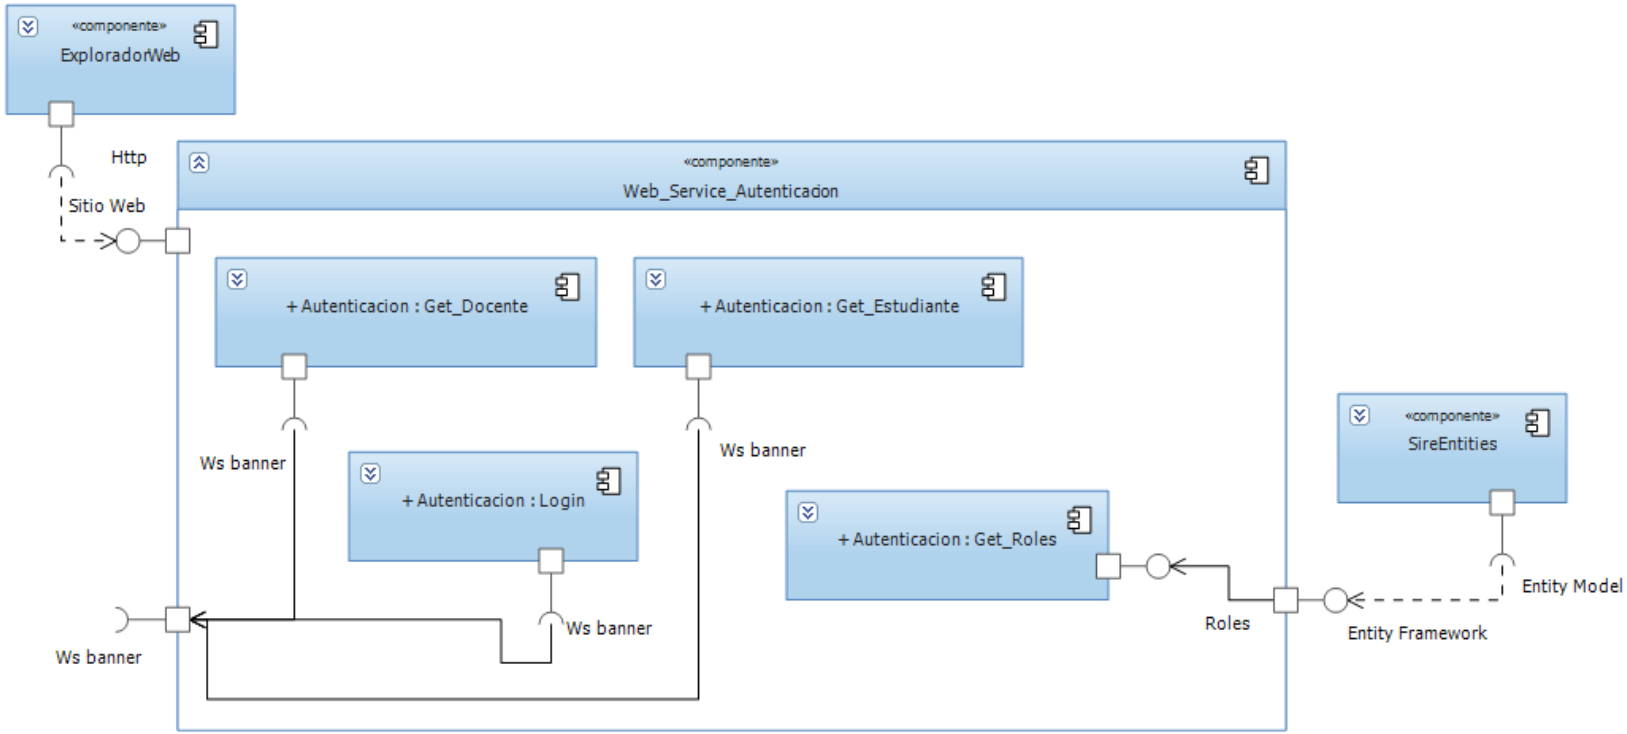 «componente»
ExploradorWeb
Http
Sitio Web
«componente»
Web_Service_Autenticacion
+ Autenticacion : Get_Docente
+ Autenticacion : Get_Estudiante
Ws banner
Ws banner
+ Autenticacion : Login
Ws banner
Ws banner
+ Autenticacion : Get_Roles
Roles
«componente»
SireEntities
Entity Model
Entity Framework